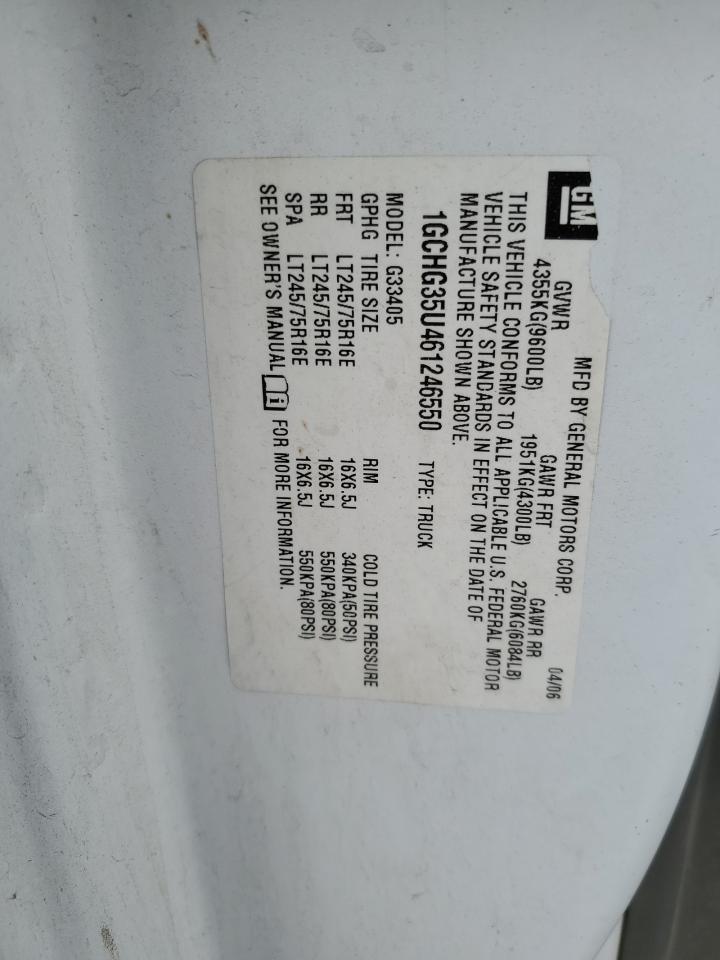 GM
MFD BY GENERAL MOTORS CORP. 04/06
GVWR GAWR FRT GAWR RR
4355KG(9600LB) 1951KG(4300LB) 2760KG(6084LB)
THIS VEHICLE CONFORMS TO ALL APPLICABLE U.S. FEDERAL MOTOR
VEHICLE SAFETY STANDARDS IN EFFECT ON THE DATE OF
MANUFACTURE SHOWN ABOVE.
1GCHG35U461246550 TYPE: TRUCK
MODEL: G33405
GPHG TIRE SIZE RIM COLD TIRE PRESSURE
FRT LT245/75R16E 16X6.5J 340KPA(50PSI)
RR LT245/75R16E 16X6.5J 550KPA(80PSI)
SPA LT245/75R16E 16X6.5J 550KPA(80PSI)
SEE OWNER'S MANUAL FOR MORE INFORMATION.